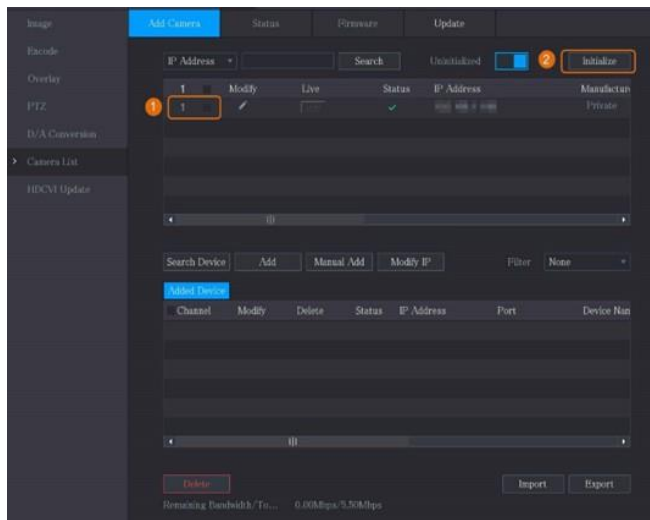 Image
Encode
Overlay
PTZ
D/A Conversion
Camera List
HDCVI Update
Add Camera Status Firmware Update
IP Address Search Uninitialized 2 Initialize
1 Modify Live Status IP Address Manufactur
1 1 Private
Search Device Add Manual Add Modify IP Filter None
Added Device
Channel Modify Delete Status IP Address Port Device Nan
Delete Import Export
Remaining Bandwidth/To... 0.00Mbps/5.50Mbps